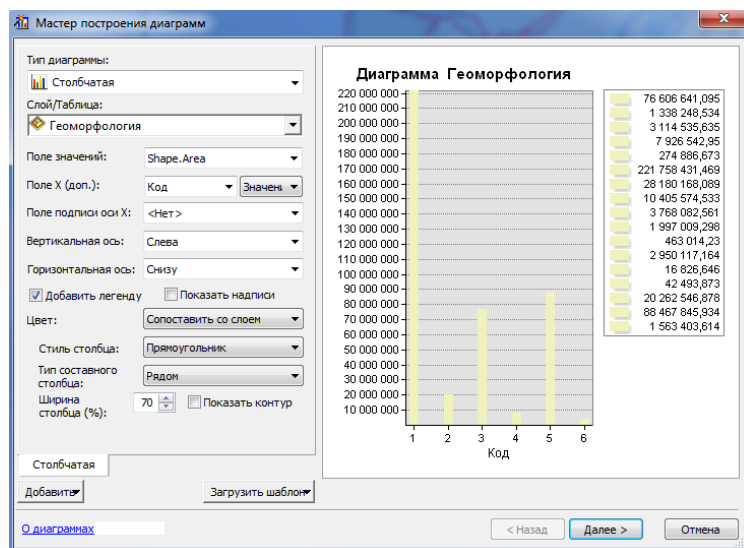 Мастер построения диаграмм
Тип диаграммы:
Столбчатая
Слой/Таблица:
Геоморфология
Поле значений:
Shape.Area
Поле X (доп.):
Код
Значени
Поле подписи оси X:
<Нет>
Вертикальная ось:
Слева
Горизонтальная ось:
Снизу
Добавить легенду
Показать надписи
Цвет:
Сопоставить со слоем
Стиль столбца:
Прямоугольник
Тип составного
столбца:
Рядом
Ширина
столбца (%):
70
Показать контур
Столбчатая
Добавить
Загрузить шаблон
О диаграммах
Диаграмма Геоморфология
220 000 000
210 000 000
200 000 000
190 000 000
180 000 000
170 000 000
160 000 000
150 000 000
140 000 000
130 000 000
120 000 000
110 000 000
100 000 000
90 000 000
80 000 000
70 000 000
60 000 000
50 000 000
40 000 000
30 000 000
20 000 000
10 000 000
1 2 3 4 5 6
Код
76 606 641,095
1 338 248,534
3 114 535,635
7 926 542,95
274 886,673
221 758 431,469
28 180 168,089
10 405 574,533
3 768 082,561
1 997 009,298
463 014,23
2 950 117,164
16 826,646
42 493,873
20 262 546,878
88 467 845,934
1 563 403,614
< Назад
Далее >
Отмена